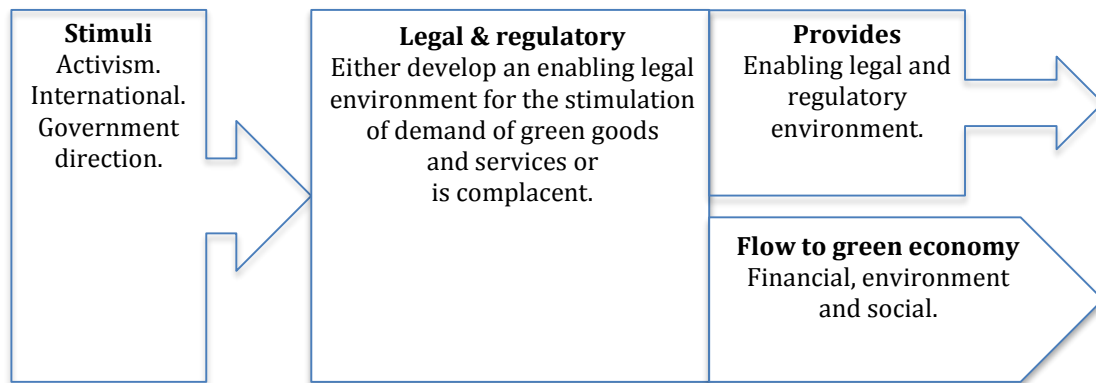 Stimuli
Activism.
International.
Government
direction.
Legal & regulatory
Either develop an enabling legal
environment for the stimulation
of demand of green goods
and services or
is complacent.
Provides
Enabling legal and
regulatory
environment.
Flow to green economy
Financial, environment
and social.